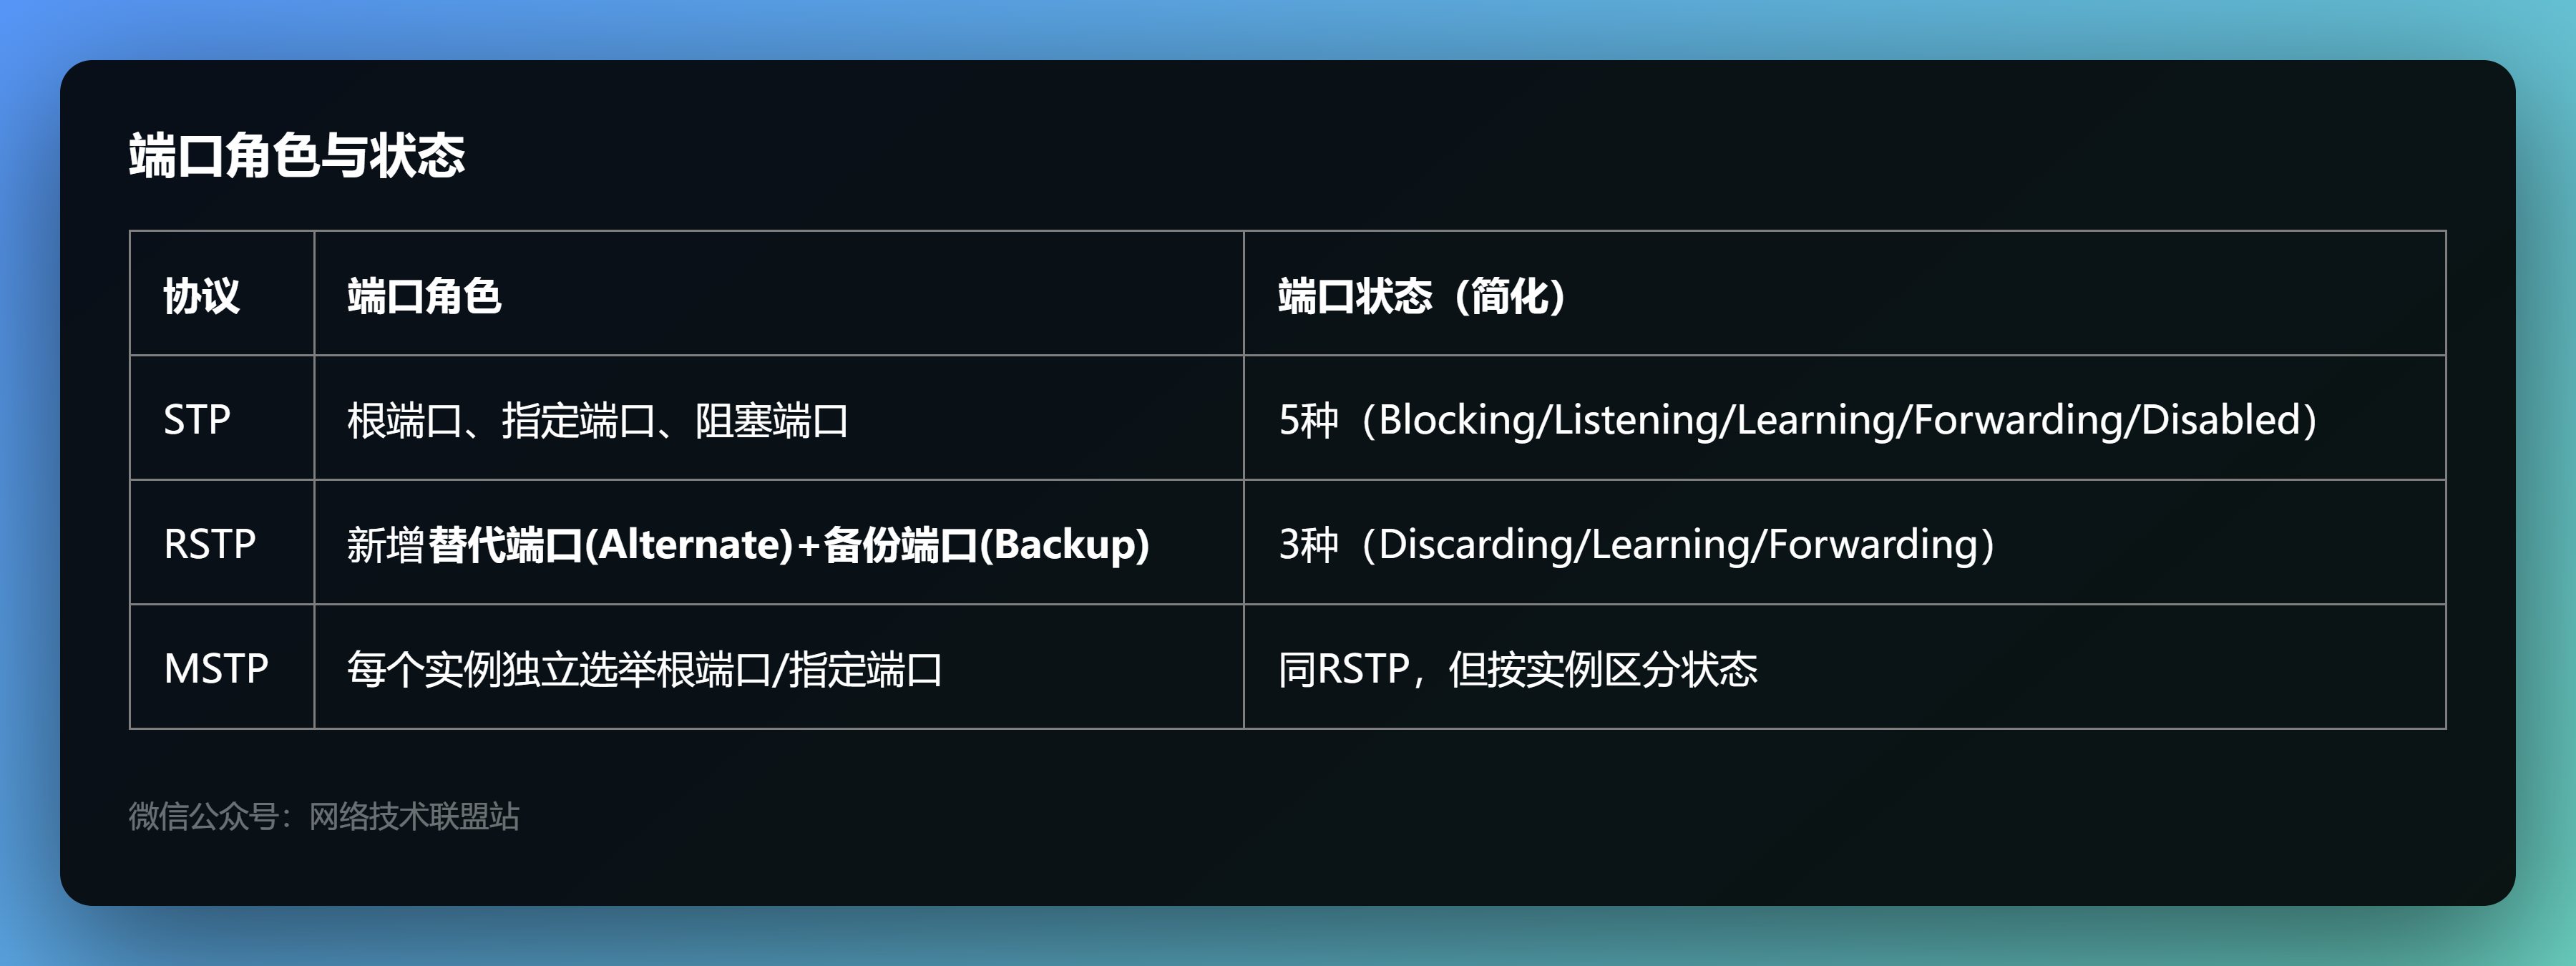 端口角色与状态
协议 端口角色 端口状态（简化）
STP 根端口、指定端口、阻塞端口 5种（Blocking/Listening/Learning/Forwarding/Disabled）
RSTP 新增替代端口(Alternate)+备份端口(Backup) 3种（Discarding/Learning/Forwarding）
MSTP 每个实例独立选举根端口/指定端口 同RSTP，但按实例区分状态
微信公众号：网络技术联盟站